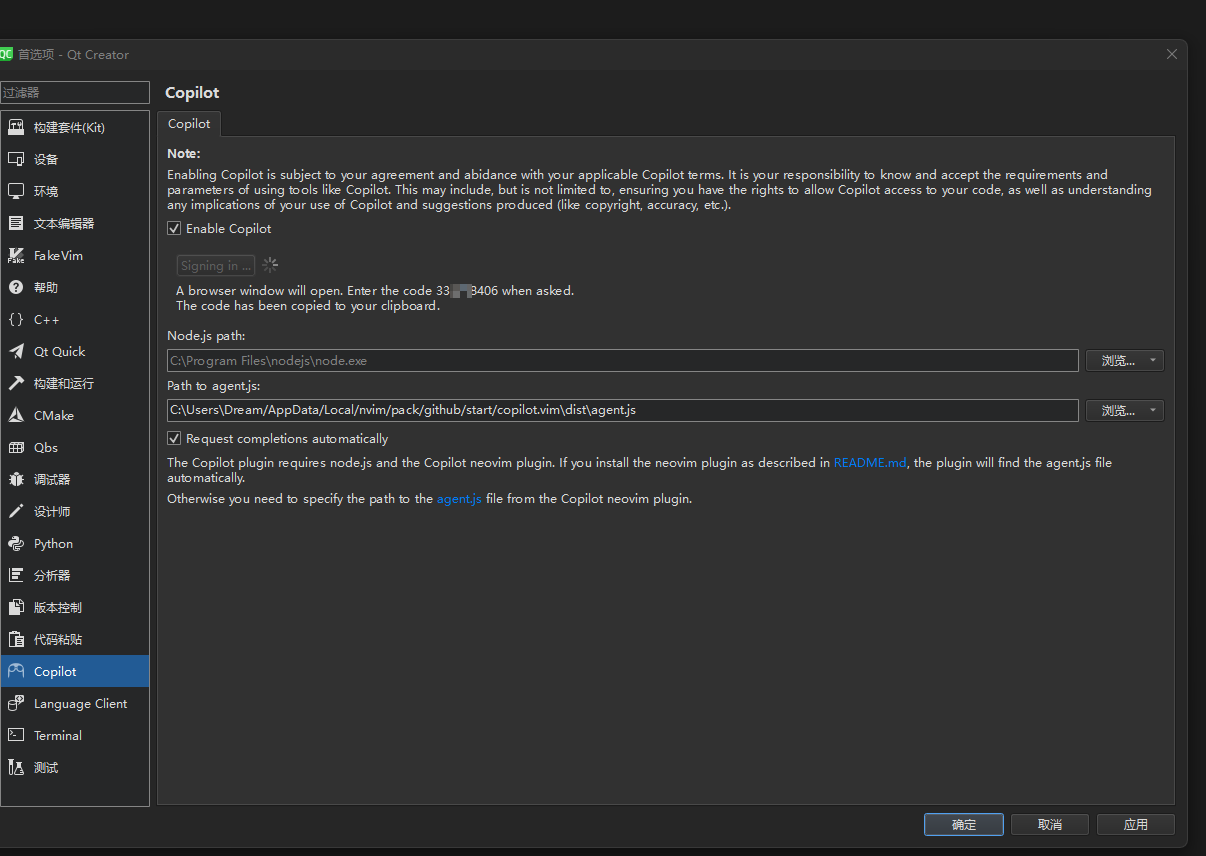 QC 首选项 - Qt Creator
过滤器
构建套件(Kit)
设备
环境
文本编辑器
FakeVim
帮助
C++
Qt Quick
构建和运行
CMake
Qbs
调试器
设计师
Python
分析器
版本控制
代码粘贴
Copilot
Language Client
Terminal
测试
Copilot
Copilot
Note:
Enabling Copilot is subject to your agreement and abidance with your applicable Copilot terms. It is your responsibility to know and accept the requirements and
parameters of using tools like Copilot. This may include, but is not limited to, ensuring you have the rights to allow Copilot access to your code, as well as understanding
any implications of your use of Copilot and suggestions produced (like copyright, accuracy, etc.).
Enable Copilot
Signing in ...
A browser window will open. Enter the code 33 8406 when asked.
The code has been copied to your clipboard.
Node.js path:
C:\Program Files\nodejs\node.exe
浏览...
Path to agent.js:
C:\Users\Dream/AppData/Local/nvim/pack/github/start/copilot.vim\dist\agent.js
浏览...
Request completions automatically
The Copilot plugin requires node.js and the Copilot neovim plugin. If you install the neovim plugin as described in README.md, the plugin will find the agent.js file
automatically.
Otherwise you need to specify the path to the agent.js file from the Copilot neovim plugin.
确定
取消
应用